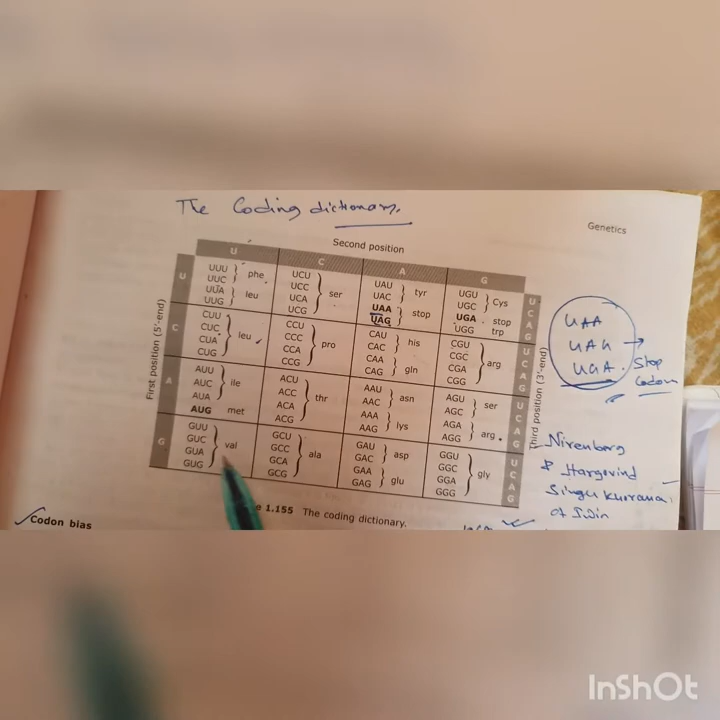 The Coding dictionary.
Genetics
Second position
U C A G
First position (5'-end)
Third position (3'-end)
U
UUU UUC phe
UUA UUG leu
UCU UCC UCA UCG ser
UAU UAC tyr
UAA UAG stop
UGU UGC Cys
UGA stop
UGG trp
U C A G
C
CUU CUC CUA CUG leu
CCU CCC CCA CCG pro
CAU CAC his
CAA CAG gln
CGU CGC CGA CGG arg
U C A G
A
AUU AUC AUA ile
AUG met
ACU ACC ACA ACG thr
AAU AAC asn
AAA AAG lys
AGU AGC ser
AGA AGG arg
U C A G
G
GUU GUC GUA GUG val
GCU GCC GCA GCG ala
GAU GAC asp
GAA GAG glu
GGU GGC GGA GGG gly
U C A G
UAA
UAG
UGA
Stop
Codon
Nirenberg
& Hargovind
Singh Khorana
e 1.155 The coding dictionary.
Codon bias
InShOt